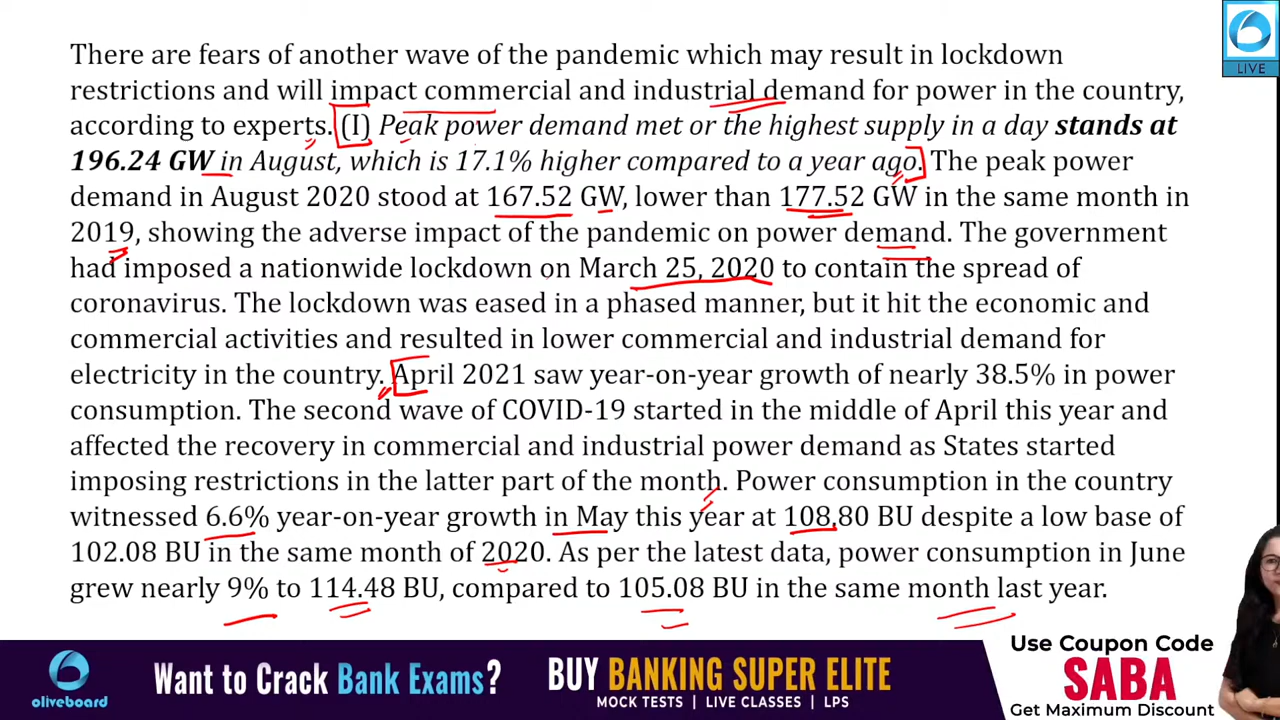 LIVE
There are fears of another wave of the pandemic which may result in lockdown
restrictions and will impact commercial and industrial demand for power in the country,
according to experts. (I) Peak power demand met or the highest supply in a day stands at
196.24 GW in August, which is 17.1% higher compared to a year ago. The peak power
demand in August 2020 stood at 167.52 GW, lower than 177.52 GW in the same month in
2019, showing the adverse impact of the pandemic on power demand. The government
had imposed a nationwide lockdown on March 25, 2020 to contain the spread of
coronavirus. The lockdown was eased in a phased manner, but it hit the economic and
commercial activities and resulted in lower commercial and industrial demand for
electricity in the country. April 2021 saw year-on-year growth of nearly 38.5% in power
consumption. The second wave of COVID-19 started in the middle of April this year and
affected the recovery in commercial and industrial power demand as States started
imposing restrictions in the latter part of the month. Power consumption in the country
witnessed 6.6% year-on-year growth in May this year at 108.80 BU despite a low base of
102.08 BU in the same month of 2020. As per the latest data, power consumption in June
grew nearly 9% to 114.48 BU, compared to 105.08 BU in the same month last year.
oliveboard
Want to Crack Bank Exams?
BUY BANKING SUPER ELITE
MOCK TESTS | LIVE CLASSES | LPS
Use Coupon Code
SABA
Get Maximum Discount